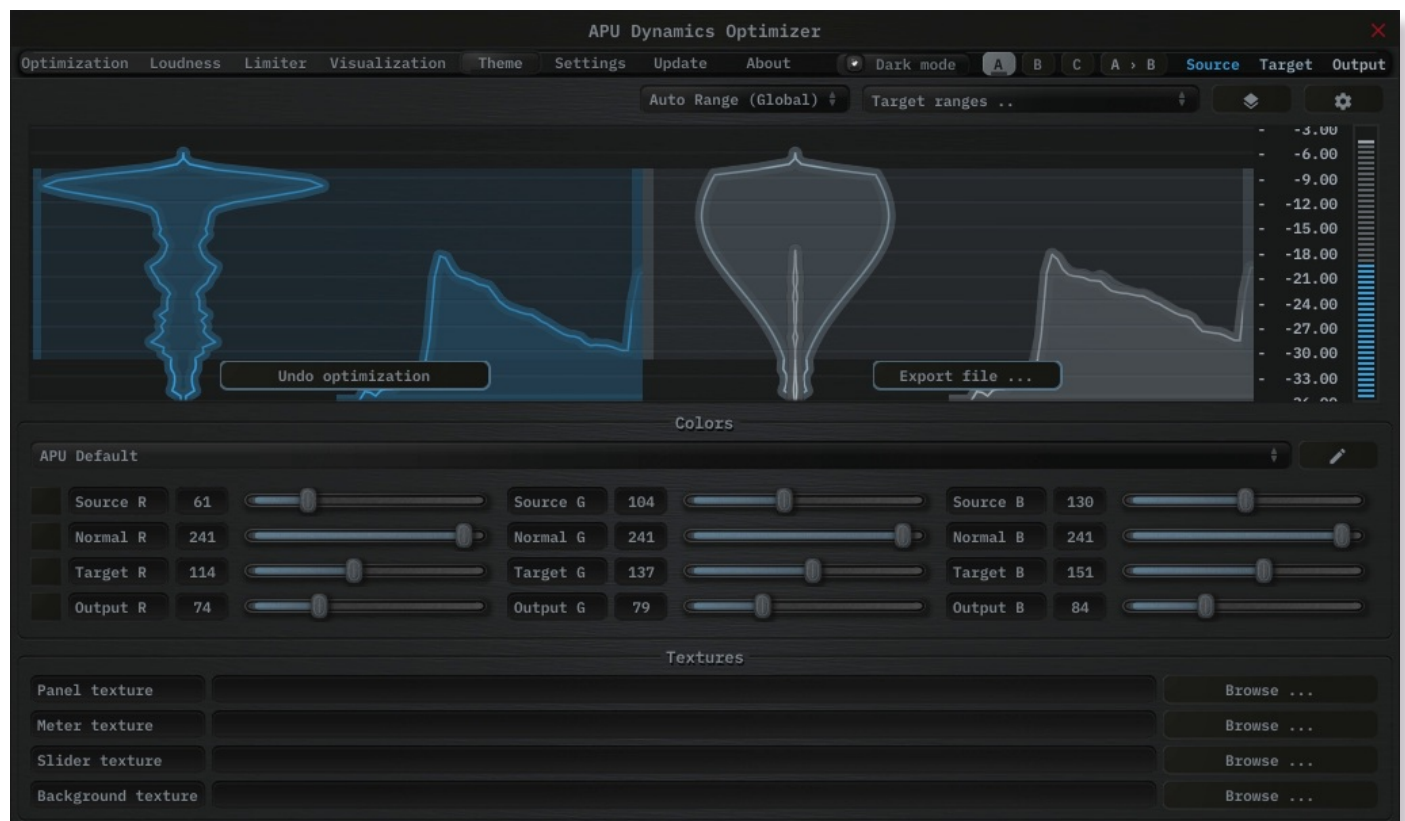 APU Dynamics Optimizer
Optimization Loudness Limiter Visualization Theme Settings Update About Dark mode A B C A › B Source Target Output
Auto Range (Global) Target ranges ..
- -3.00
- -6.00
- -9.00
- -12.00
- -15.00
- -18.00
- -21.00
- -24.00
- -27.00
- -30.00
- -33.00
Undo optimization Export file ...
Colors
APU Default
Source R 61 Source G 104 Source B 130
Normal R 241 Normal G 241 Normal B 241
Target R 114 Target G 137 Target B 151
Output R 74 Output G 79 Output B 84
Textures
Panel texture Browse ...
Meter texture Browse ...
Slider texture Browse ...
Background texture Browse ...